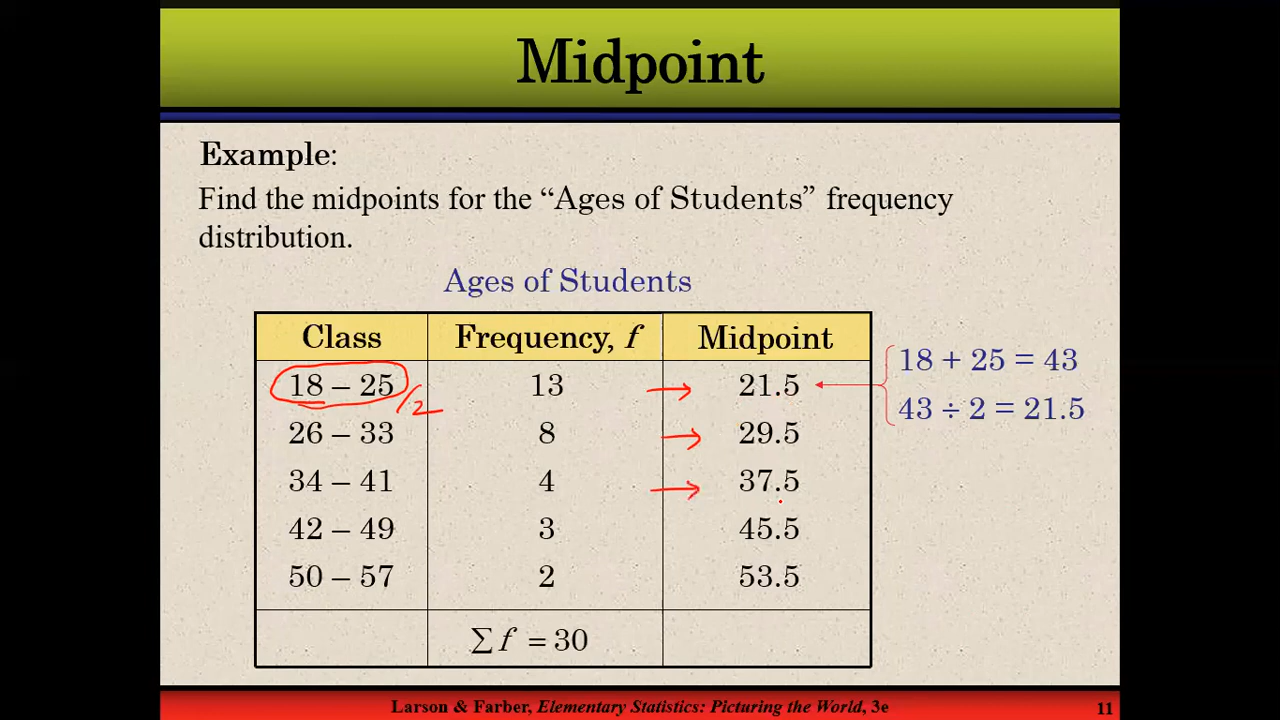 Midpoint
Example:
Find the midpoints for the “Ages of Students” frequency
distribution.
Ages of Students
Class Frequency, f Midpoint
18 – 25 13 21.5
/2
26 – 33 8 29.5
34 – 41 4 37.5
42 – 49 3 45.5
50 – 57 2 53.5
∑ f = 30
18 + 25 = 43
43 ÷ 2 = 21.5
Larson & Farber, Elementary Statistics: Picturing the World, 3e 11